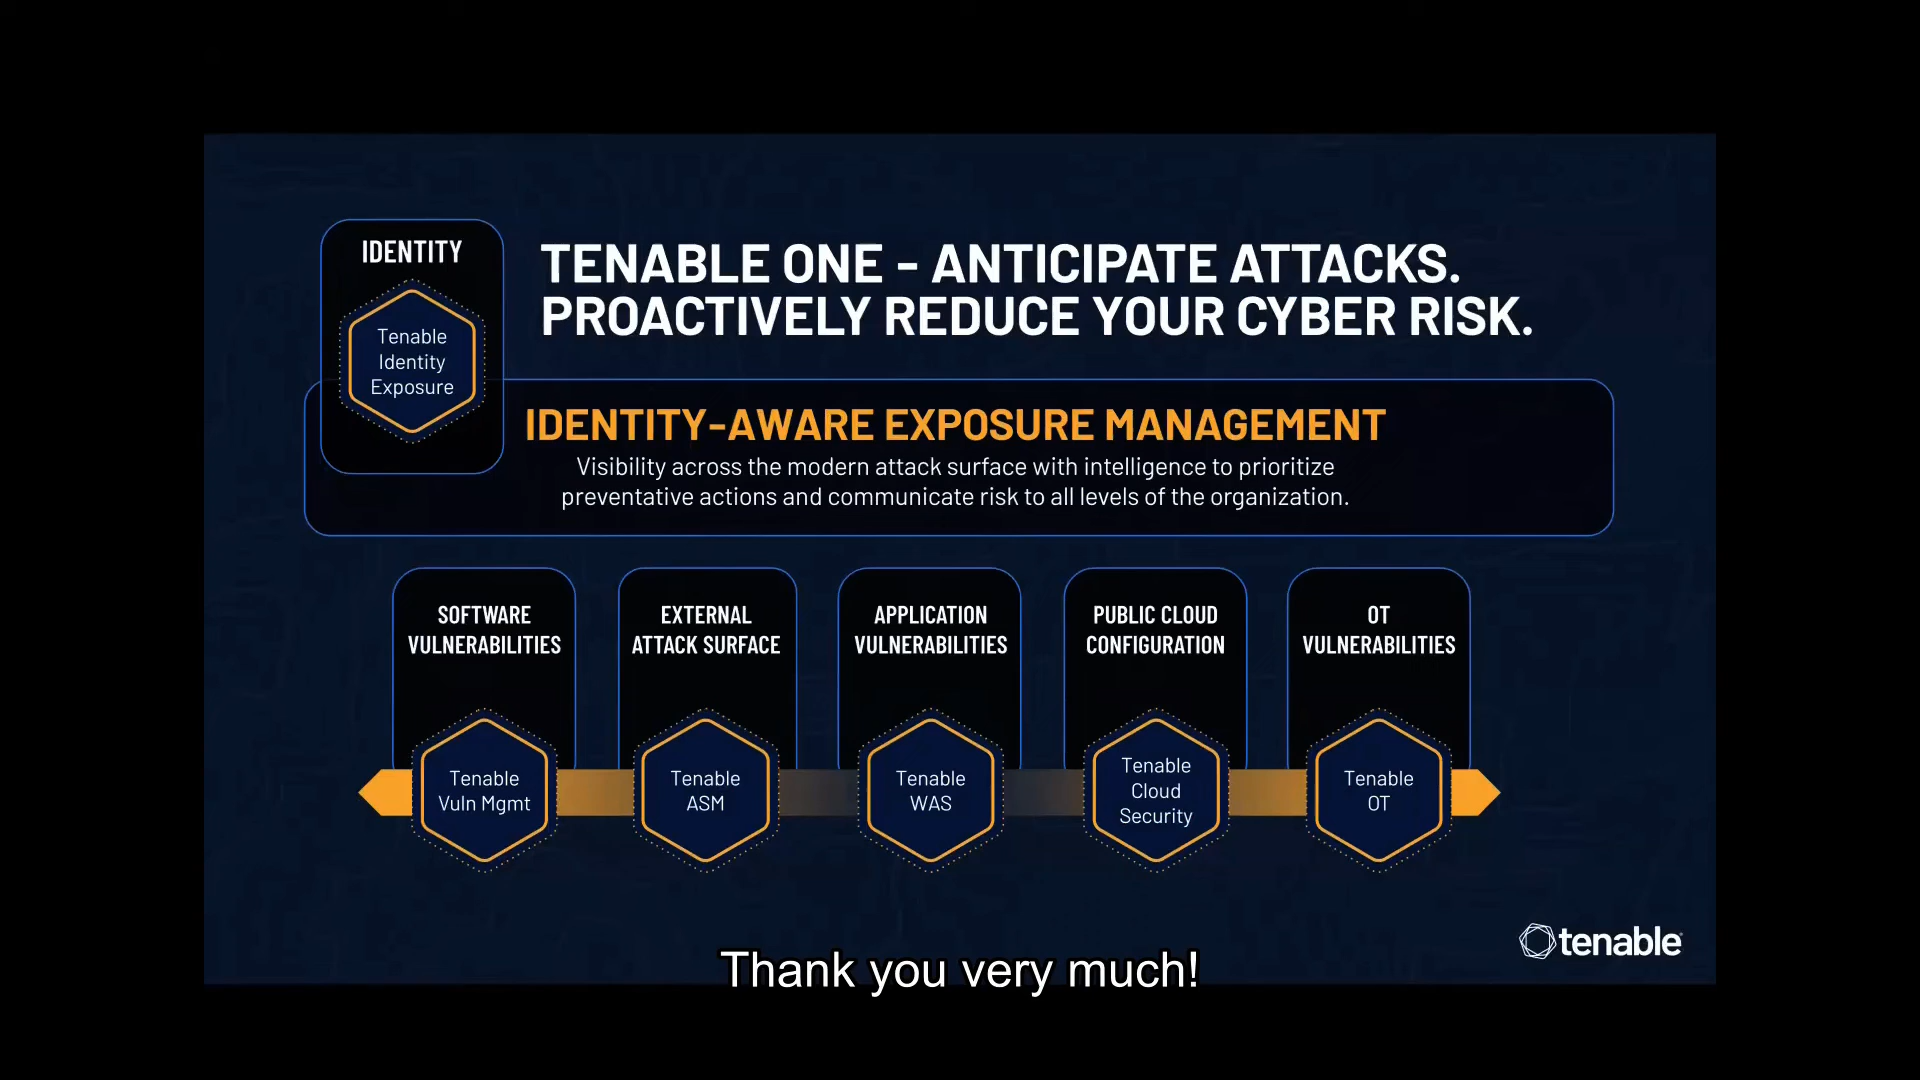 IDENTITY
Tenable
Identity
Exposure
TENABLE ONE - ANTICIPATE ATTACKS.
PROACTIVELY REDUCE YOUR CYBER RISK.
IDENTITY-AWARE EXPOSURE MANAGEMENT
Visibility across the modern attack surface with intelligence to prioritize
preventative actions and communicate risk to all levels of the organization.
SOFTWARE
VULNERABILITIES
Tenable
Vuln Mgmt
EXTERNAL
ATTACK SURFACE
Tenable
ASM
APPLICATION
VULNERABILITIES
Tenable
WAS
PUBLIC CLOUD
CONFIGURATION
Tenable
Cloud
Security
OT
VULNERABILITIES
Tenable
OT
tenable
Thank you very much!